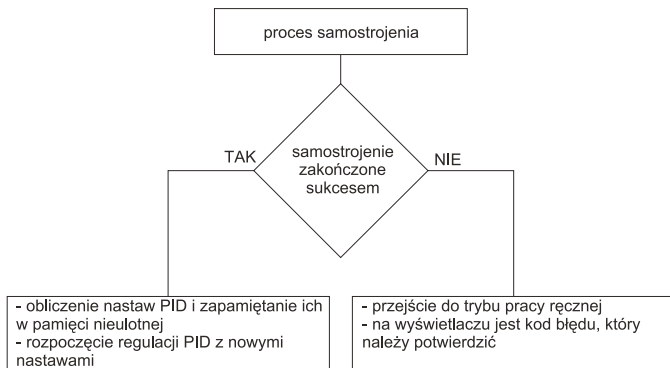 proces samostrojenia
samostrojenie
zakończone
sukcesem
TAK
NIE
- obliczenie nastaw PID i zapamiętanie ich
w pamięci nieulotnej
- rozpoczęcie regulacji PID z nowymi
nastawami
- przejście do trybu pracy ręcznej
- na wyświetlaczu jest kod błędu, który
należy potwierdzić